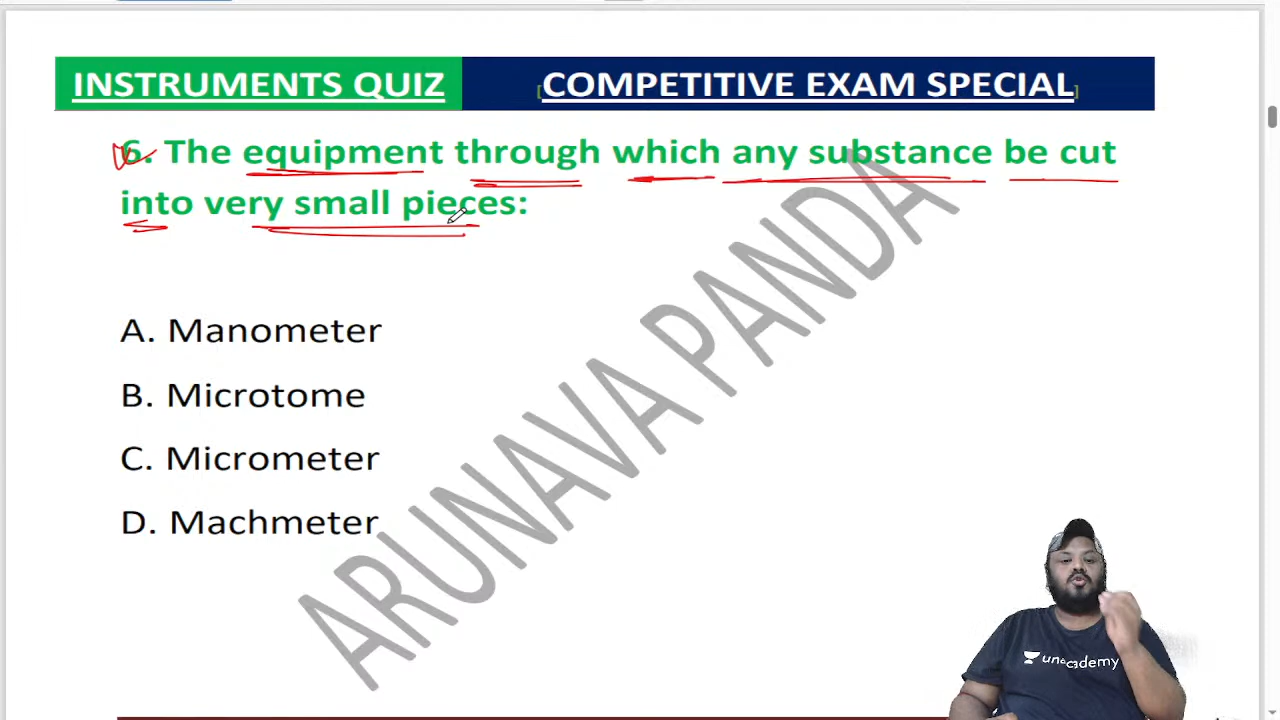 INSTRUMENTS QUIZ
[COMPETITIVE EXAM SPECIAL]
6. The equipment through which any substance be cut
into very small pieces:
A. Manometer
B. Microtome
C. Micrometer
D. Machmeter
ARUNAVA PANDA
unacademy